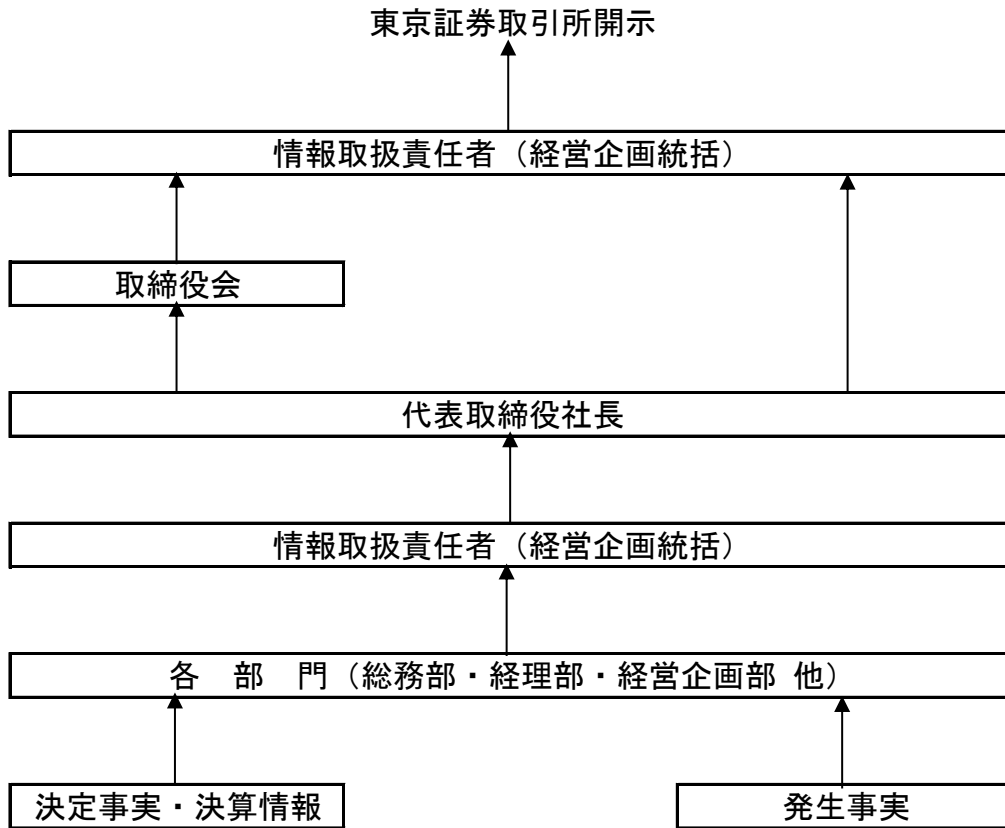 東京証券取引所開示
情報取扱責任者（経営企画統括）
取締役会
代表取締役社長
情報取扱責任者（経営企画統括）
各　部　門（総務部・経理部・経営企画部 他）
決定事実・決算情報
発生事実